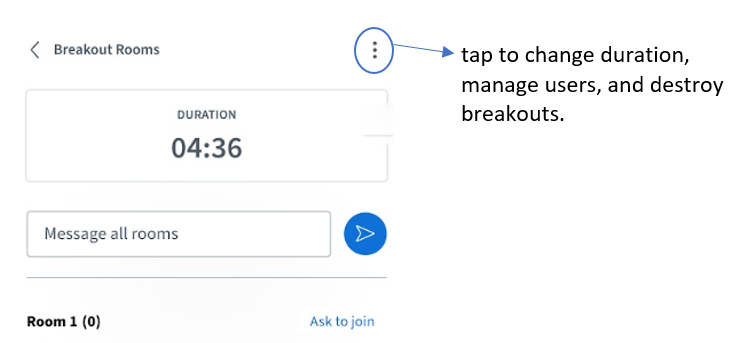 Breakout Rooms
tap to change duration,
manage users, and destroy
breakouts.
DURATION
04:36
Message all rooms
Room 1 (0) Ask to join